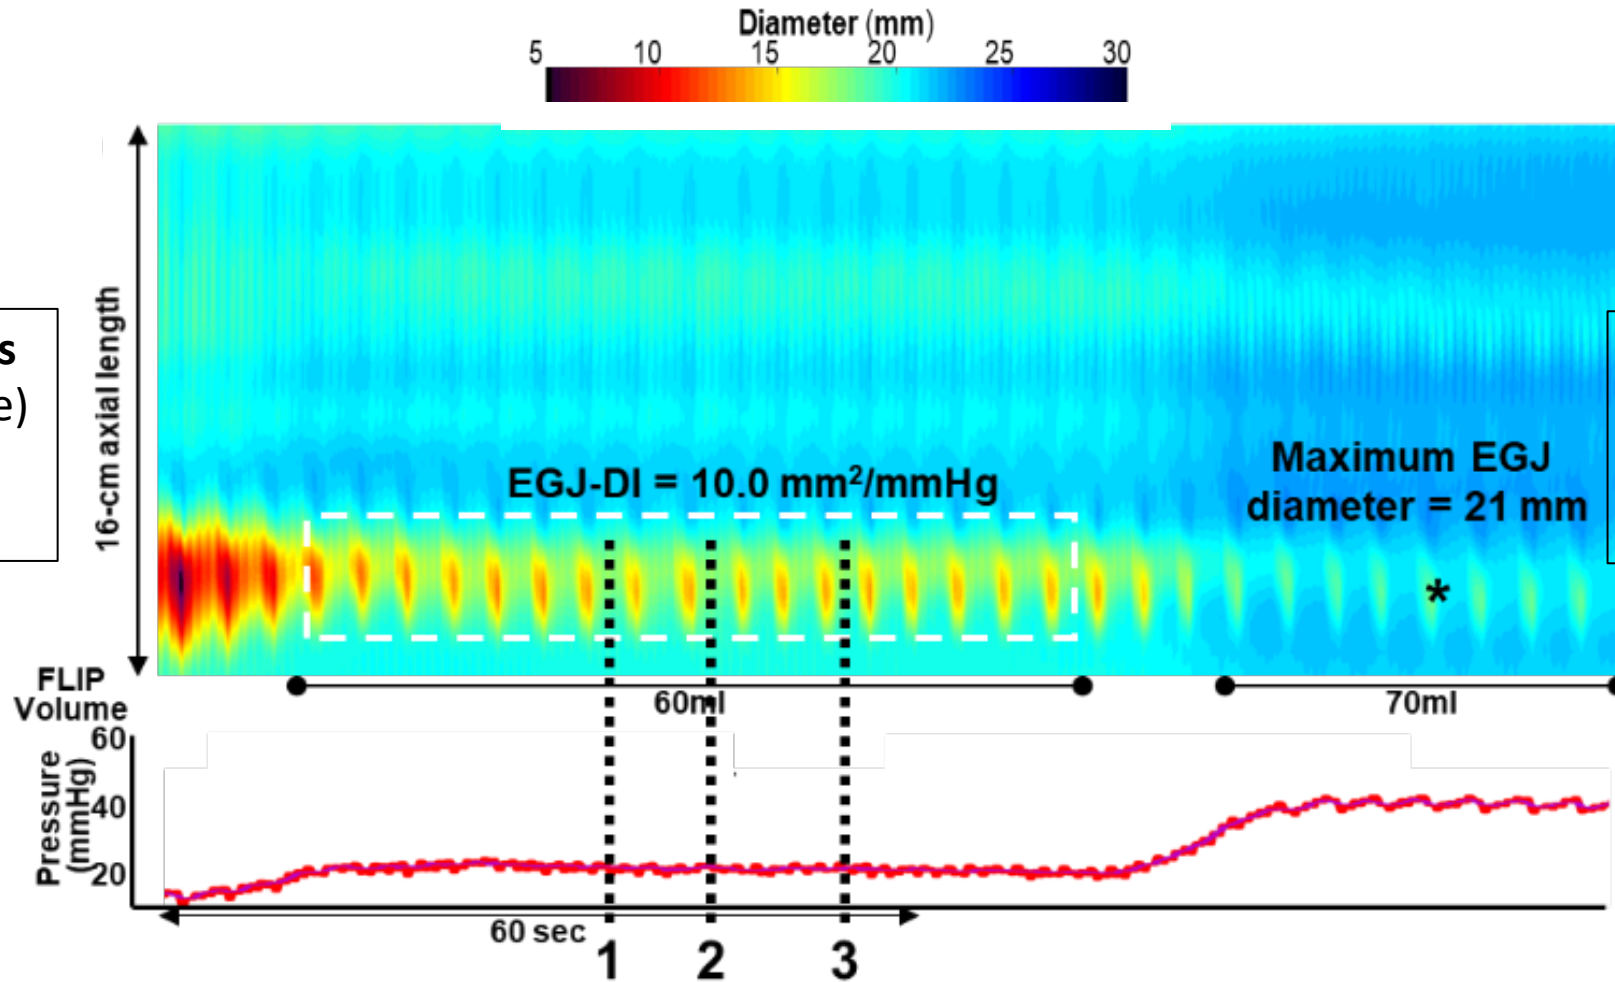 Diameter (mm)
5 10 15 20 25 30
s
e)
16-cm axial length
EGJ-DI = 10.0 mm²/mmHg
Maximum EGJ
diameter = 21 mm
*
FLIP
Volume
60ml
70ml
Pressure
(mmHg)
60
40
20
60 sec
1 2 3